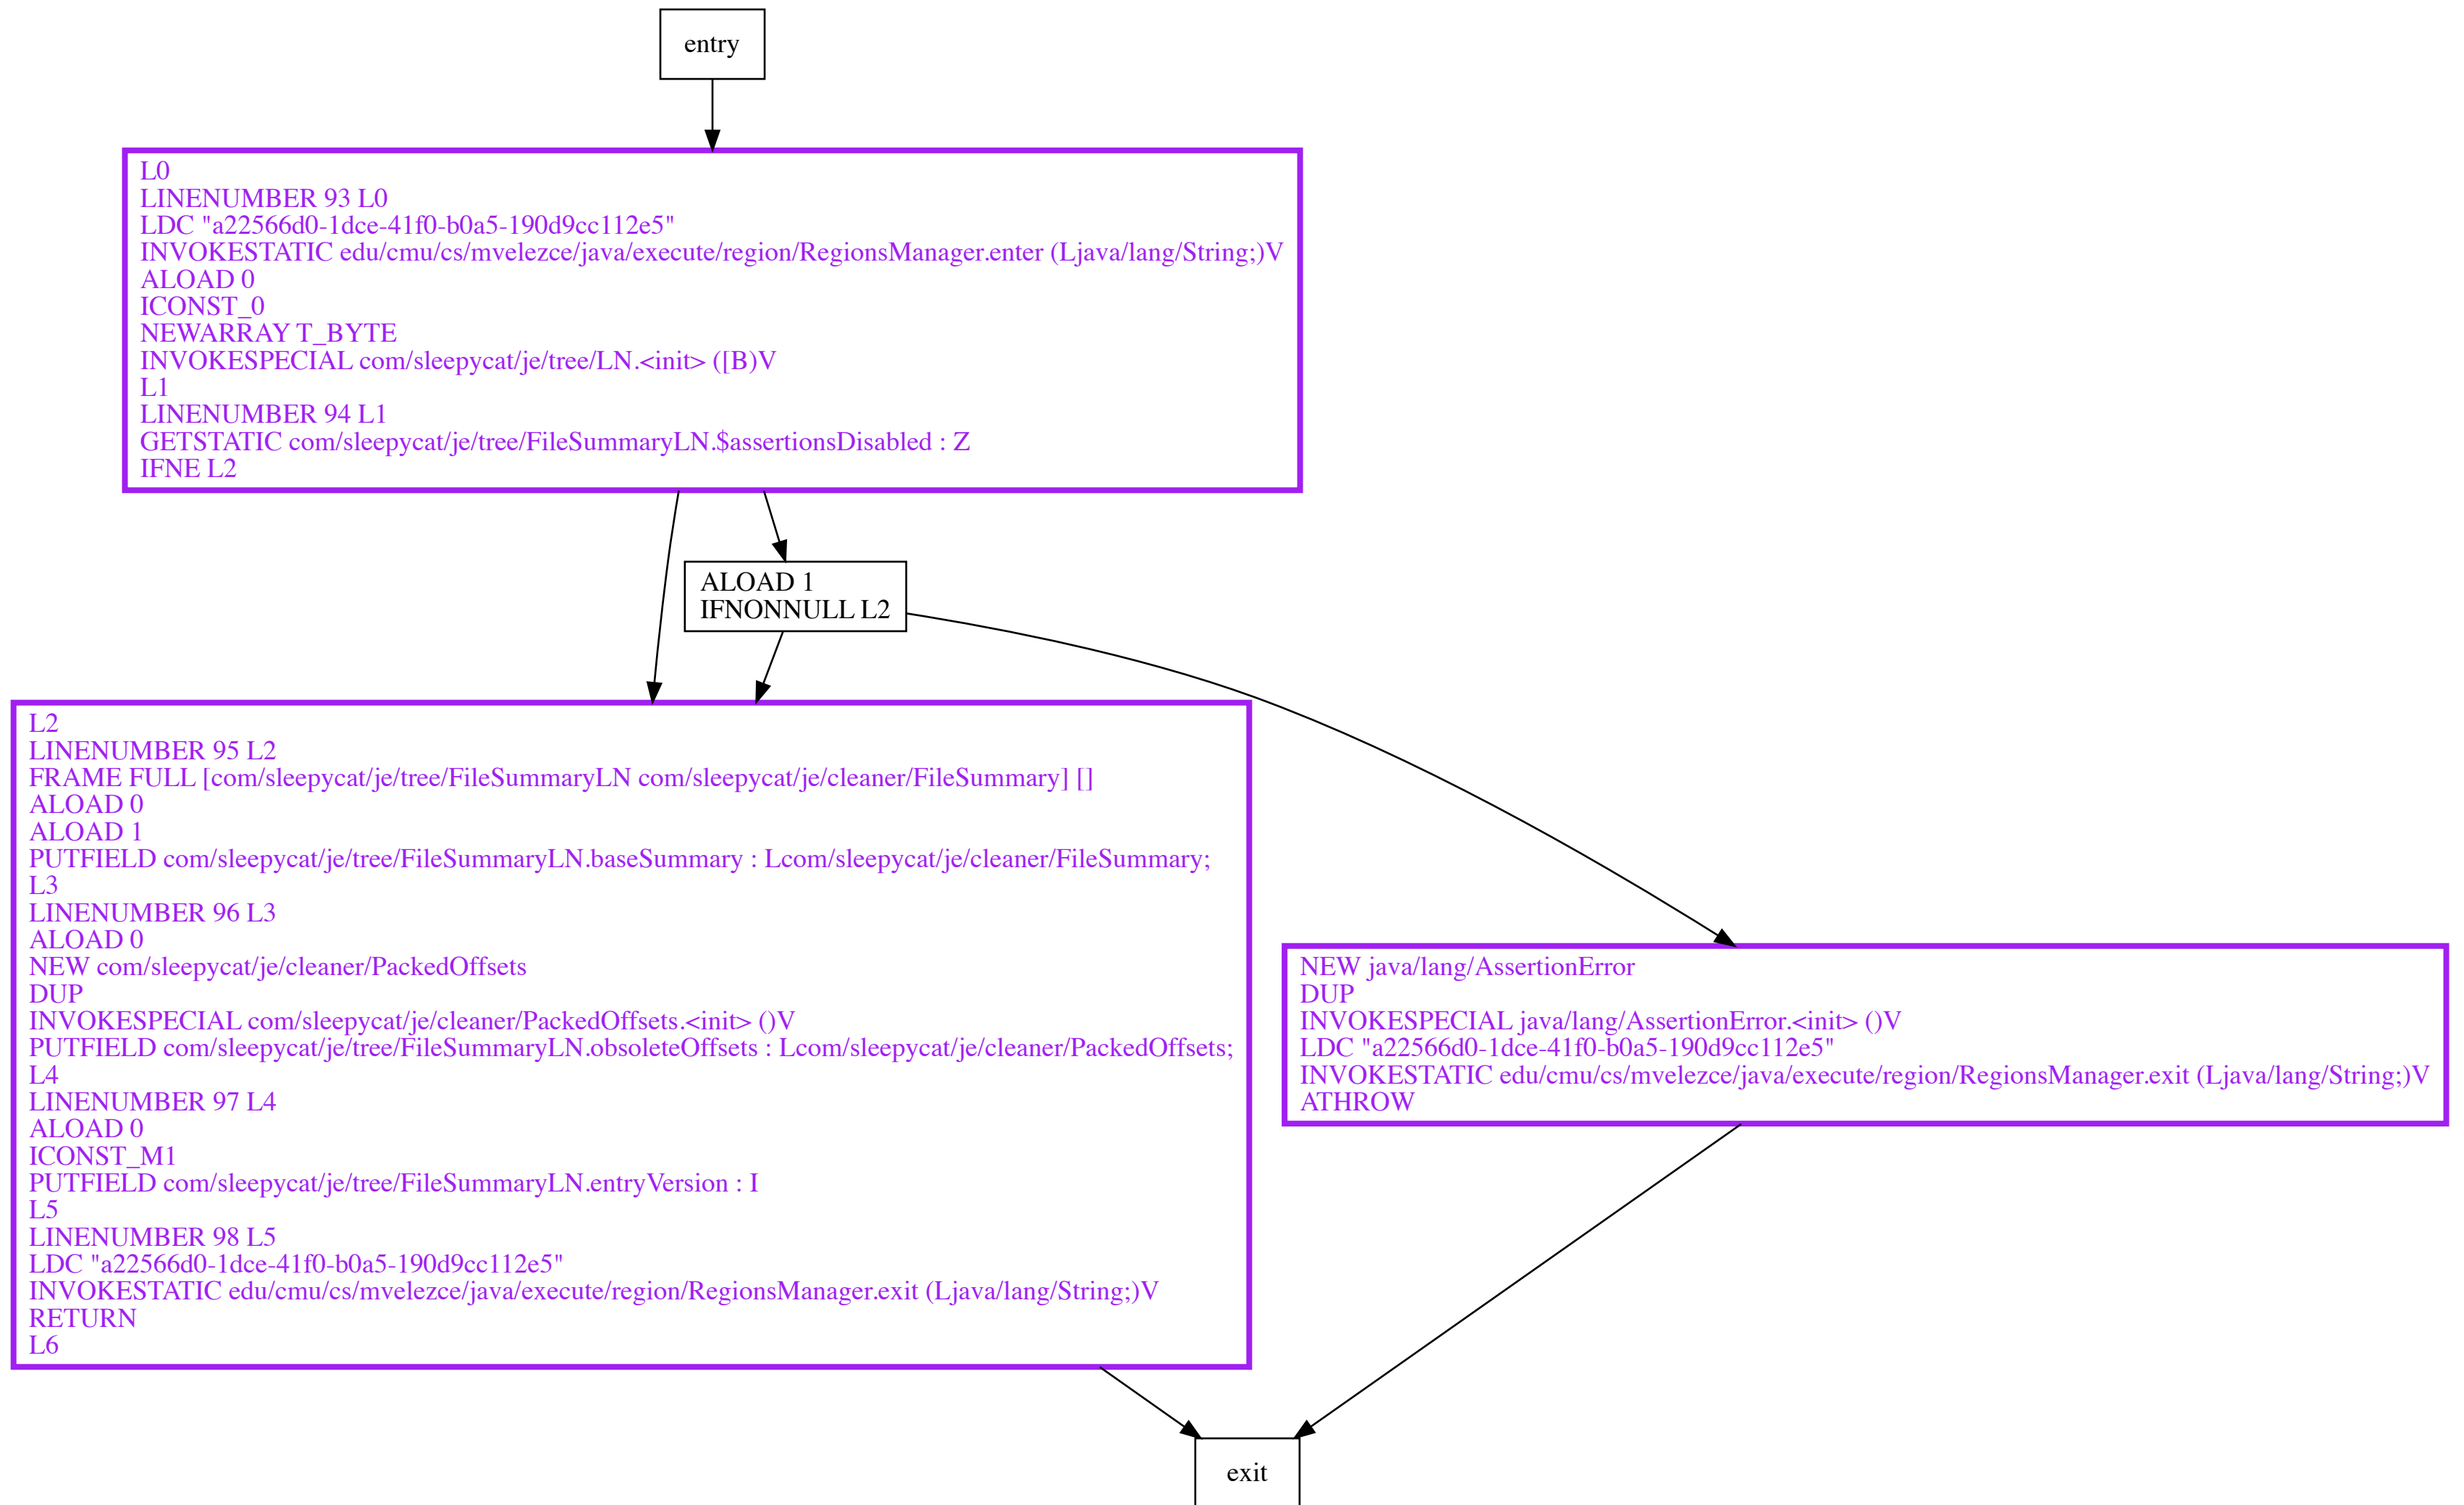 entry
L0
LINENUMBER 93 L0
LDC "a22566d0-1dce-41f0-b0a5-190d9cc112e5"
INVOKESTATIC edu/cmu/cs/mvelezce/java/execute/region/RegionsManager.enter (Ljava/lang/String;)V
ALOAD 0
ICONST_0
NEWARRAY T_BYTE
INVOKESPECIAL com/sleepycat/je/tree/LN.<init> ([B)V
L1
LINENUMBER 94 L1
GETSTATIC com/sleepycat/je/tree/FileSummaryLN.$assertionsDisabled : Z
IFNE L2
ALOAD 1
IFNONNULL L2
L2
LINENUMBER 95 L2
FRAME FULL [com/sleepycat/je/tree/FileSummaryLN com/sleepycat/je/cleaner/FileSummary] []
ALOAD 0
ALOAD 1
PUTFIELD com/sleepycat/je/tree/FileSummaryLN.baseSummary : Lcom/sleepycat/je/cleaner/FileSummary;
L3
LINENUMBER 96 L3
ALOAD 0
NEW com/sleepycat/je/cleaner/PackedOffsets
DUP
INVOKESPECIAL com/sleepycat/je/cleaner/PackedOffsets.<init> ()V
PUTFIELD com/sleepycat/je/tree/FileSummaryLN.obsoleteOffsets : Lcom/sleepycat/je/cleaner/PackedOffsets;
L4
LINENUMBER 97 L4
ALOAD 0
ICONST_M1
PUTFIELD com/sleepycat/je/tree/FileSummaryLN.entryVersion : I
L5
LINENUMBER 98 L5
LDC "a22566d0-1dce-41f0-b0a5-190d9cc112e5"
INVOKESTATIC edu/cmu/cs/mvelezce/java/execute/region/RegionsManager.exit (Ljava/lang/String;)V
RETURN
L6
NEW java/lang/AssertionError
DUP
INVOKESPECIAL java/lang/AssertionError.<init> ()V
LDC "a22566d0-1dce-41f0-b0a5-190d9cc112e5"
INVOKESTATIC edu/cmu/cs/mvelezce/java/execute/region/RegionsManager.exit (Ljava/lang/String;)V
ATHROW
exit